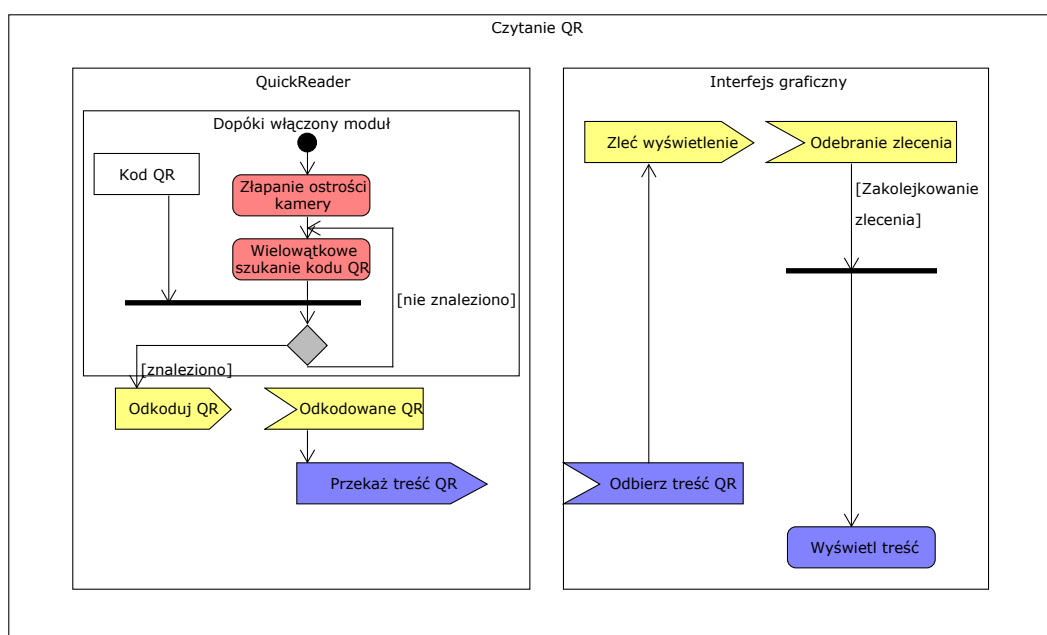 Czytanie QR
QuickReader
Dopóki włączony moduł
Kod QR
Złapanie ostrości
kamery
Wielowątkowe
szukanie kodu QR
[nie znaleziono]
[znaleziono]
Odkoduj QR
Odkodowane QR
Przekaż treść QR
Interfejs graficzny
Zleć wyświetlenie
Odebranie zlecenia
[Zakolejkowanie
zlecenia]
Odbierz treść QR
Wyświetl treść